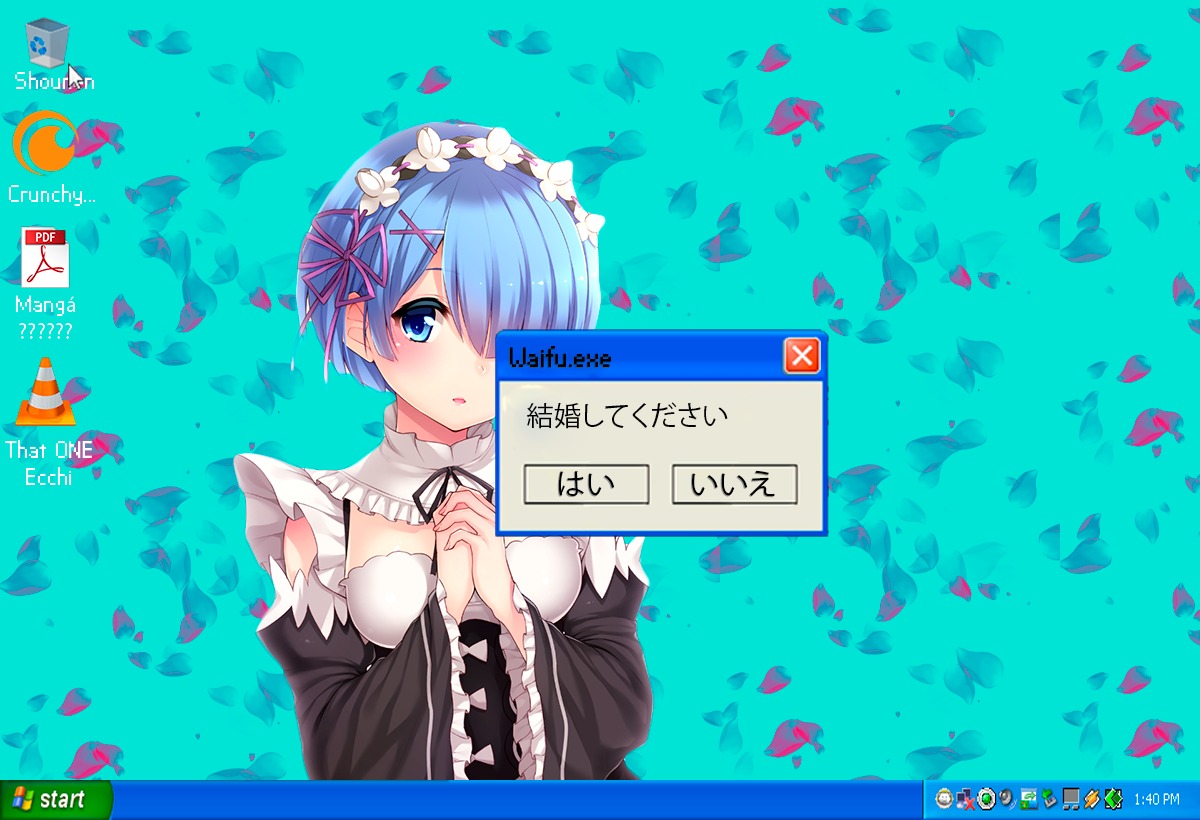 Shounen
Crunchy...
PDF
Mangá
??????
That ONE
Ecchi
Waifu.exe
結婚してください
はい
いいえ
start
1:40 PM